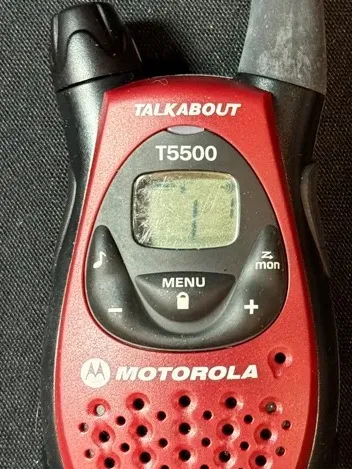 TALKABOUT
T5500
MENU
mon
– +
MOTOROLA